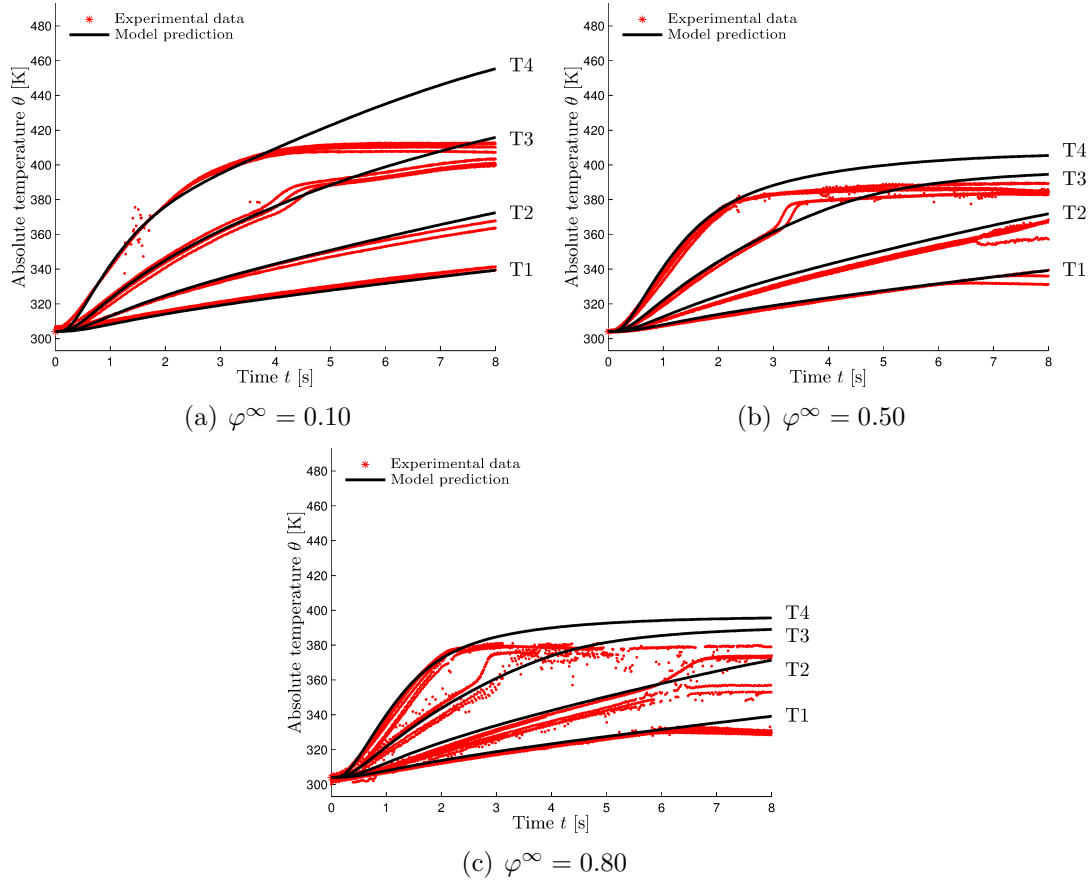 Experimental data
Model prediction
Absolute temperature θ [K]
480
460
440
420
400
380
360
340
320
300
T4
T3
T2
T1
0 1 2 3 4 5 6 7 8
Time t [s]
(a) φ∞ = 0.10
Experimental data
Model prediction
Absolute temperature θ [K]
480
460
440
420
400
380
360
340
320
300
T4
T3
T2
T1
0 1 2 3 4 5 6 7 8
Time t [s]
(b) φ∞ = 0.50
Experimental data
Model prediction
Absolute temperature θ [K]
480
460
440
420
400
380
360
340
320
300
T4
T3
T2
T1
0 1 2 3 4 5 6 7 8
Time t [s]
(c) φ∞ = 0.80